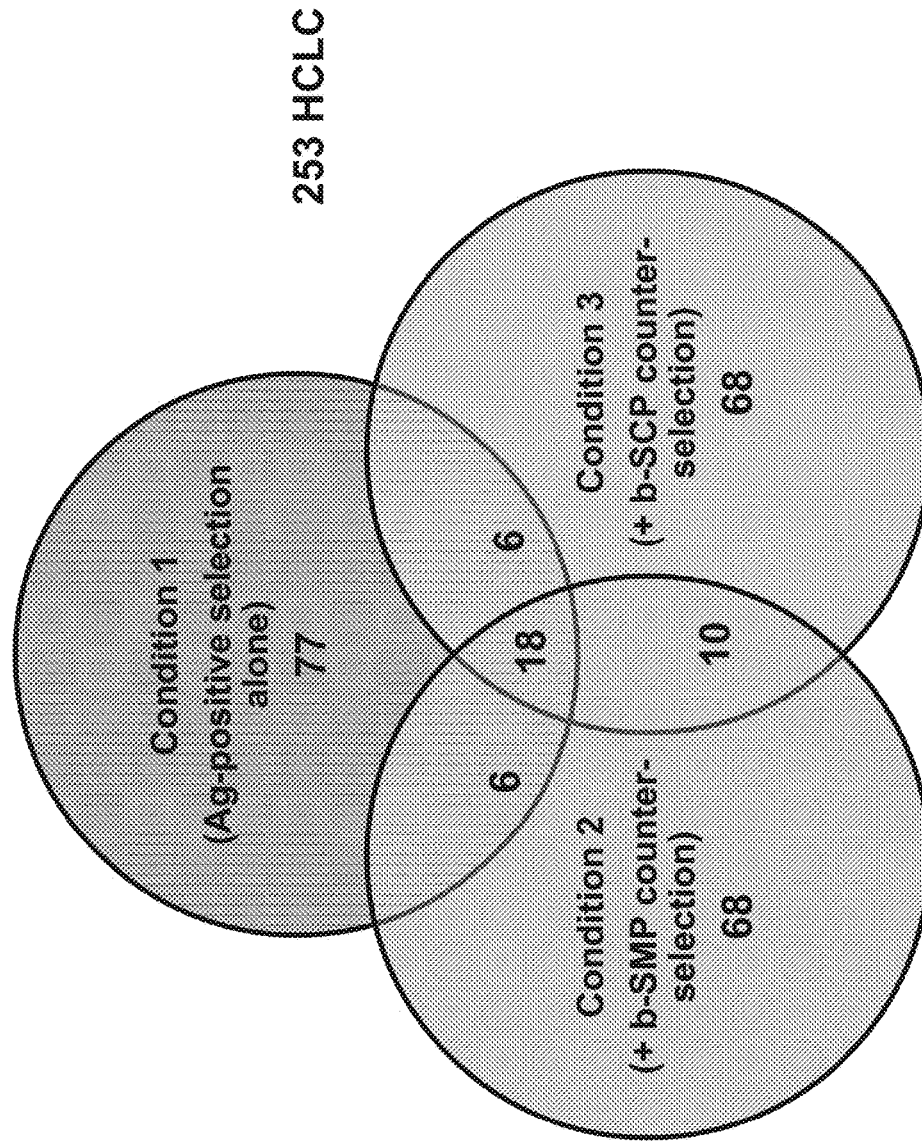 253 HCLC
Condition 1
(Ag-positive selection
alone)
77
6
18
6
Condition 2
(+ b-SMP counter-
selection)
68
10
Condition 3
(+ b-SCP counter-
selection)
68